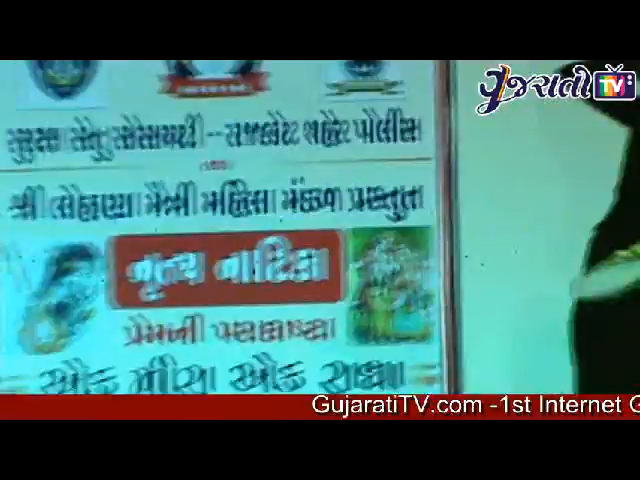 ગુજરાતી TV
સુરક્ષા સેતુ સોસાયટી--રાજકોટ શહેર પોલીસ
શ્રી લોહાણા મૈત્રી મહિલા મંડળ પ્રસ્તુત
નૃત્ય નાટિકા
પ્રેમની પરાકાષ્ઠા
એક મીરા એક રાધા
GujaratiTV.com -1st Internet G